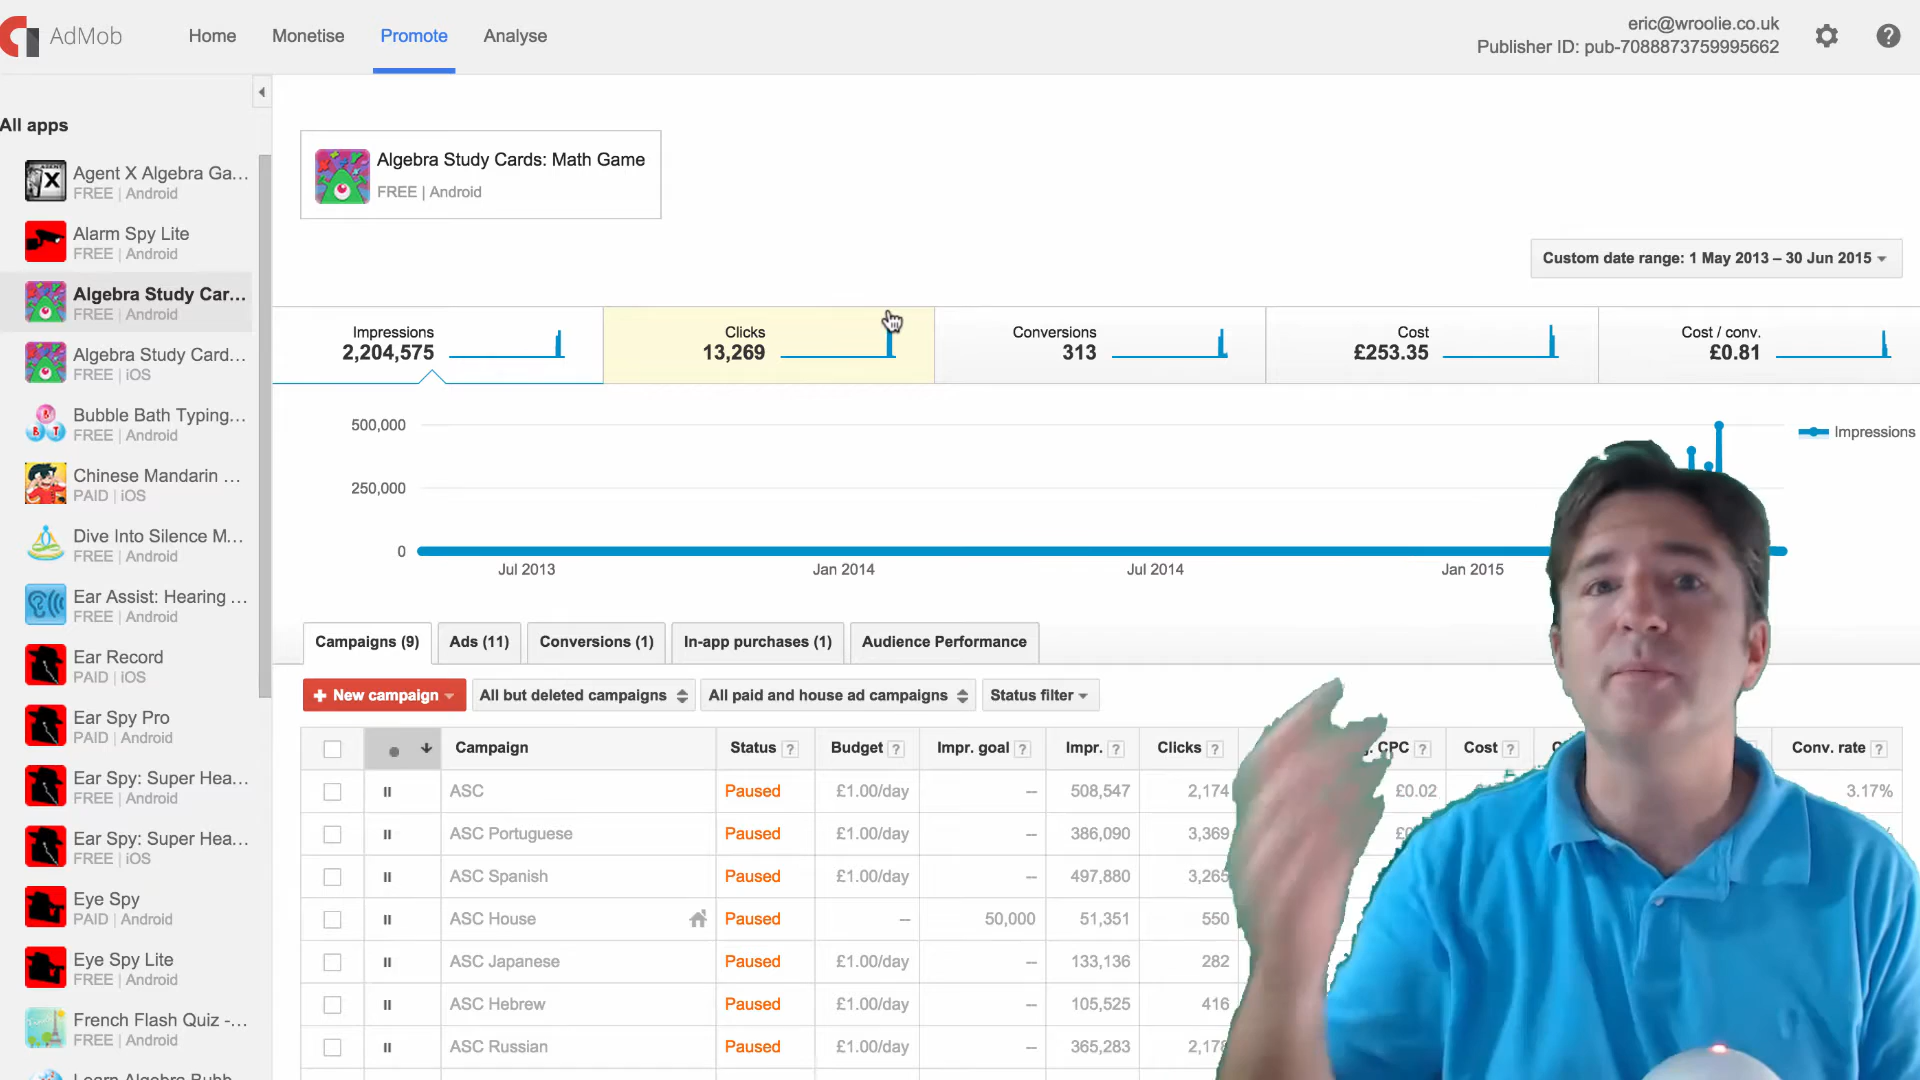 AdMob
Home
Monetise
Promote
Analyse
eric@wroolie.co.uk
Publisher ID: pub-7088873759995662
All apps
Agent X Algebra Ga...
FREE | Android
Alarm Spy Lite
FREE | Android
Algebra Study Car...
FREE | Android
Algebra Study Card...
FREE | iOS
Bubble Bath Typing...
FREE | Android
Chinese Mandarin ...
PAID | iOS
Dive Into Silence M...
FREE | Android
Ear Assist: Hearing ...
FREE | Android
Ear Record
PAID | iOS
Ear Spy Pro
PAID | Android
Ear Spy: Super Hea...
FREE | Android
Ear Spy: Super Hea...
FREE | iOS
Eye Spy
PAID | Android
Eye Spy Lite
FREE | Android
French Flash Quiz -...
FREE | Android
Learn Algebra Bubb
Algebra Study Cards: Math Game
FREE | Android
Custom date range: 1 May 2013 – 30 Jun 2015
Impressions
2,204,575
Clicks
13,269
Conversions
313
Cost
£253.35
Cost / conv.
£0.81
500,000
250,000
0
Jul 2013
Jan 2014
Jul 2014
Jan 2015
Impressions
Campaigns (9)
Ads (11)
Conversions (1)
In-app purchases (1)
Audience Performance
+ New campaign
All but deleted campaigns
All paid and house ad campaigns
Status filter
Campaign Status ? Budget ? Impr. goal ? Impr. ? Clicks ? CPC ? Cost ? Conv. rate ?
ASC Paused £1.00/day -- 508,547 2,174 £0.02 3.17%
ASC Portuguese Paused £1.00/day -- 386,090 3,369
ASC Spanish Paused £1.00/day -- 497,880 3,265
ASC House Paused -- 50,000 51,351 550
ASC Japanese Paused £1.00/day -- 133,136 282
ASC Hebrew Paused £1.00/day -- 105,525 416
ASC Russian Paused £1.00/day -- 365,283 2,178